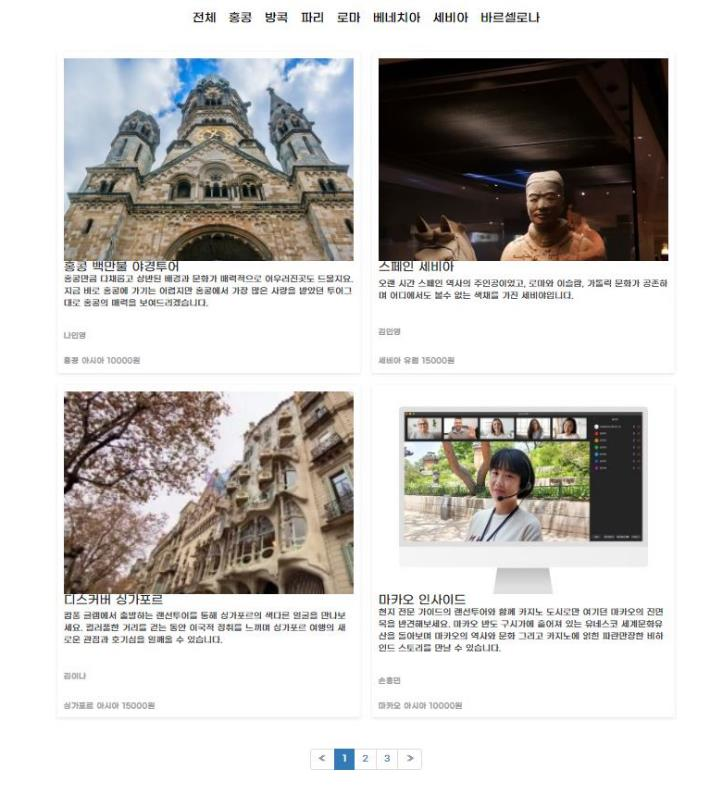 전체 홍콩 방콕 파리 로마 베네치아 세비아 바르셀로나
홍콩 백만불 야경투어
홍콩만큼 다채롭고 상반된 배경과 문화가 매력적으로 어우러진곳도 드물지요.
지금 바로 홍콩에 가기는 어렵지만 홍콩에서 가장 많은 사랑을 받았던 투어그
대로 홍콩의 매력을 보여드리겠습니다.
나민영
홍콩 아시아 10000원
스페인 세비아
오랜 시간 스페인 역사의 주인공이었고, 로마와 이슬람, 가톨릭 문화가 공존하
며 어디에서도 볼수 없는 색채를 가진 세비야입니다.
김민영
세비아 유럽 15000원
디스커버 싱가포르
캄퐁 글램에서 출발하는 랜선투어를 통해 싱가포르의 색다른 얼굴을 만나보
세요. 컬러풀한 거리를 걷는 동안 이국적 정취를 느끼며 싱가포르 여행의 새
로운 관점과 호기심을 일깨울 수 있습니다.
김이나
싱가포르 아시아 15000원
마카오 인사이드
현지 전문 가이드의 랜선투어와 함께 카지노 도시로만 여기던 마카오의 진면
목을 발견해보세요. 마카오 반도 구시가에 줄어져 있는 유네스코 세계문화유
산을 돌아보며 마카오의 역사와 문화 그리고 카지노에 얽힌 파란만장한 비하
인드 스토리를 만날 수 있습니다.
손흥민
마카오 아시아 10000원
< 1 2 3 >